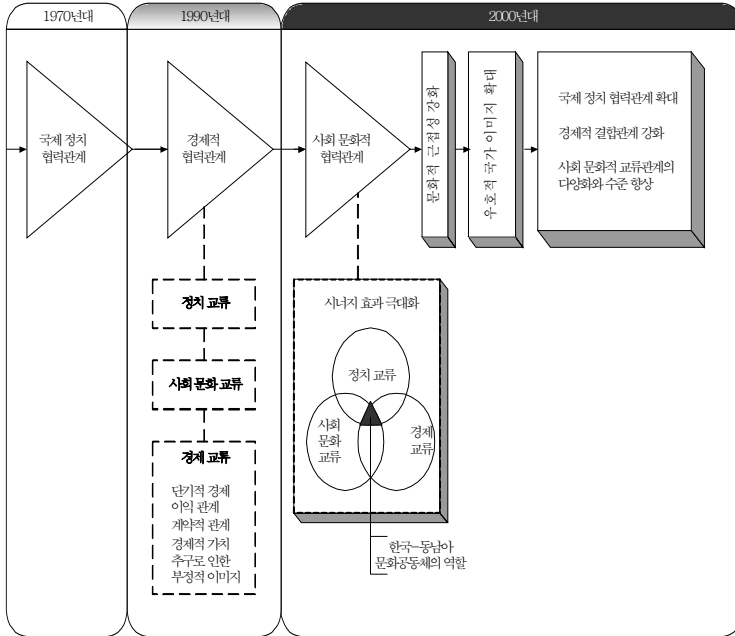 1970년대
1990년대
2000년대
국제 정치
협력관계
경제적
협력관계
사회 문화적
협력관계
문화적 근접성 강화
우호적 국가 이미지 확대
국제 정치 협력관계 확대
경제적 결합관계 강화
사회 문화적 교류관계의
다양화와 수준 향상
정치 교류
사회 문화 교류
경제 교류
단기적 경제
이익 관계
계약적 관계
경제적 가치
추구로 인한
부정적 이미지
시너지 효과 극대화
정치 교류
사회
문화
교류
경제
교류
한국-동남아
문화공동체의 역할